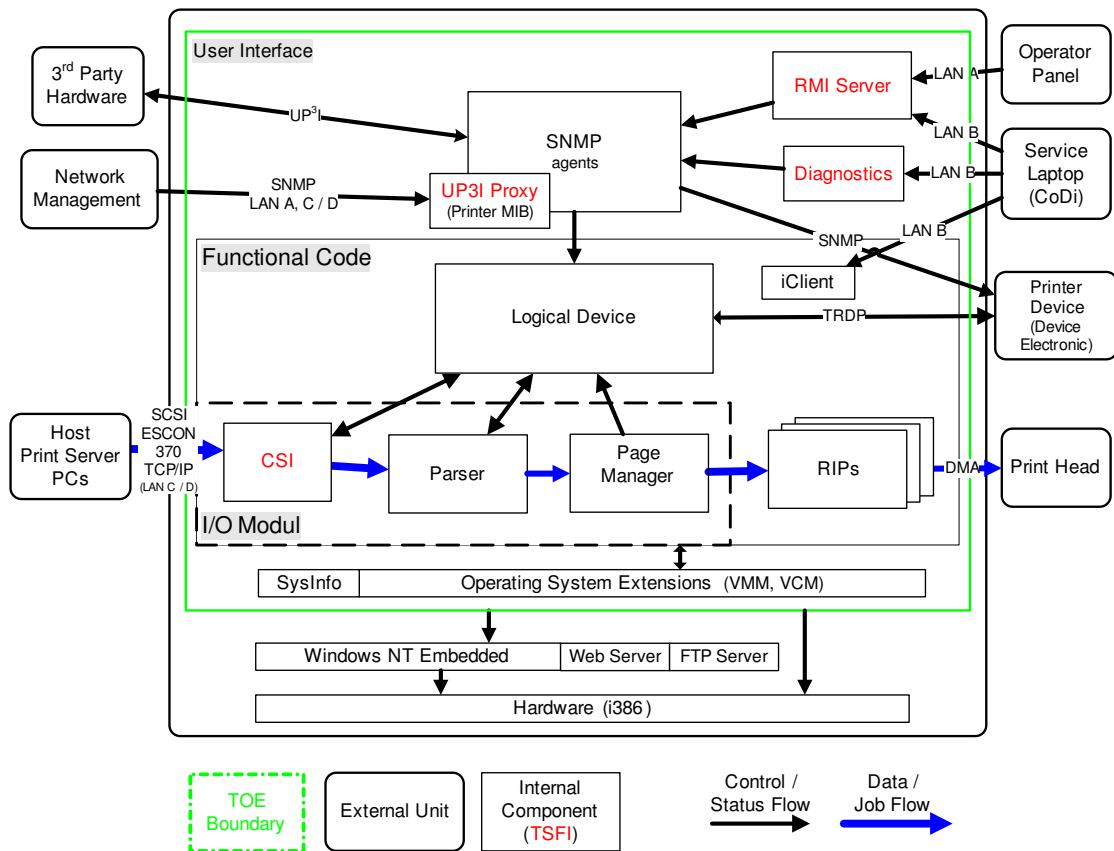 User Interface
3rd Party
Hardware
UP3I
Network
Management
SNMP
LAN A, C / D
SNMP
agents
UP3I Proxy
(Printer MIB)
RMI Server
Diagnostics
LAN A
LAN B
LAN B
LAN B
SNMP
Operator
Panel
Service
Laptop
(CoDi)
Functional Code
iClient
Logical Device
TRDP
Printer
Device
(Device
Electronic)
Host
Print Server
PCs
SCSI
ESCON
370
TCP/IP
(LAN C / D)
CSI
Parser
Page
Manager
RIPs
DMA
Print Head
I/O Modul
SysInfo
Operating System Extensions (VMM, VCM)
Windows NT Embedded
Web Server
FTP Server
Hardware (i386)
TOE
Boundary
External Unit
Internal
Component
(TSFI)
Control /
Status Flow
Data /
Job Flow